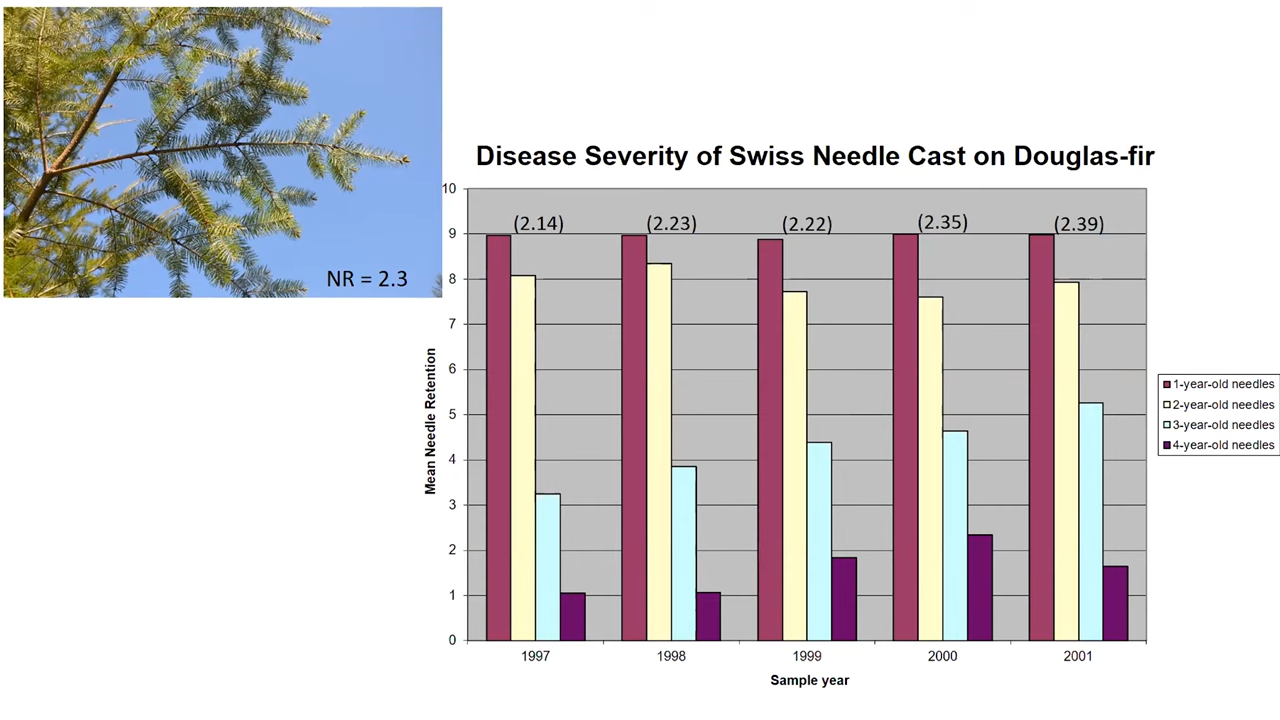 NR = 2.3
Disease Severity of Swiss Needle Cast on Douglas-fir
10
9
8
7
6
5
4
3
2
1
0
Mean Needle Retention
(2.14)
(2.23)
(2.22)
(2.35)
(2.39)
1997
1998
1999
2000
2001
Sample year
1-year-old needles
2-year-old needles
3-year-old needles
4-year-old needles